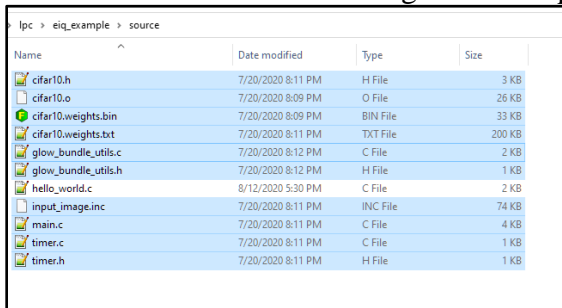 lpc > eiq_example > source
Name Date modified Type Size
cifar10.h 7/20/2020 8:11 PM H File 3 KB
cifar10.o 7/20/2020 8:09 PM O File 26 KB
cifar10.weights.bin 7/20/2020 8:09 PM BIN File 33 KB
cifar10.weights.txt 7/20/2020 8:11 PM TXT File 200 KB
glow_bundle_utils.c 7/20/2020 8:12 PM C File 2 KB
glow_bundle_utils.h 7/20/2020 8:12 PM H File 1 KB
hello_world.c 8/12/2020 5:30 PM C File 2 KB
input_image.inc 7/20/2020 8:11 PM INC File 74 KB
main.c 7/20/2020 8:11 PM C File 4 KB
timer.c 7/20/2020 8:11 PM C File 1 KB
timer.h 7/20/2020 8:11 PM H File 1 KB